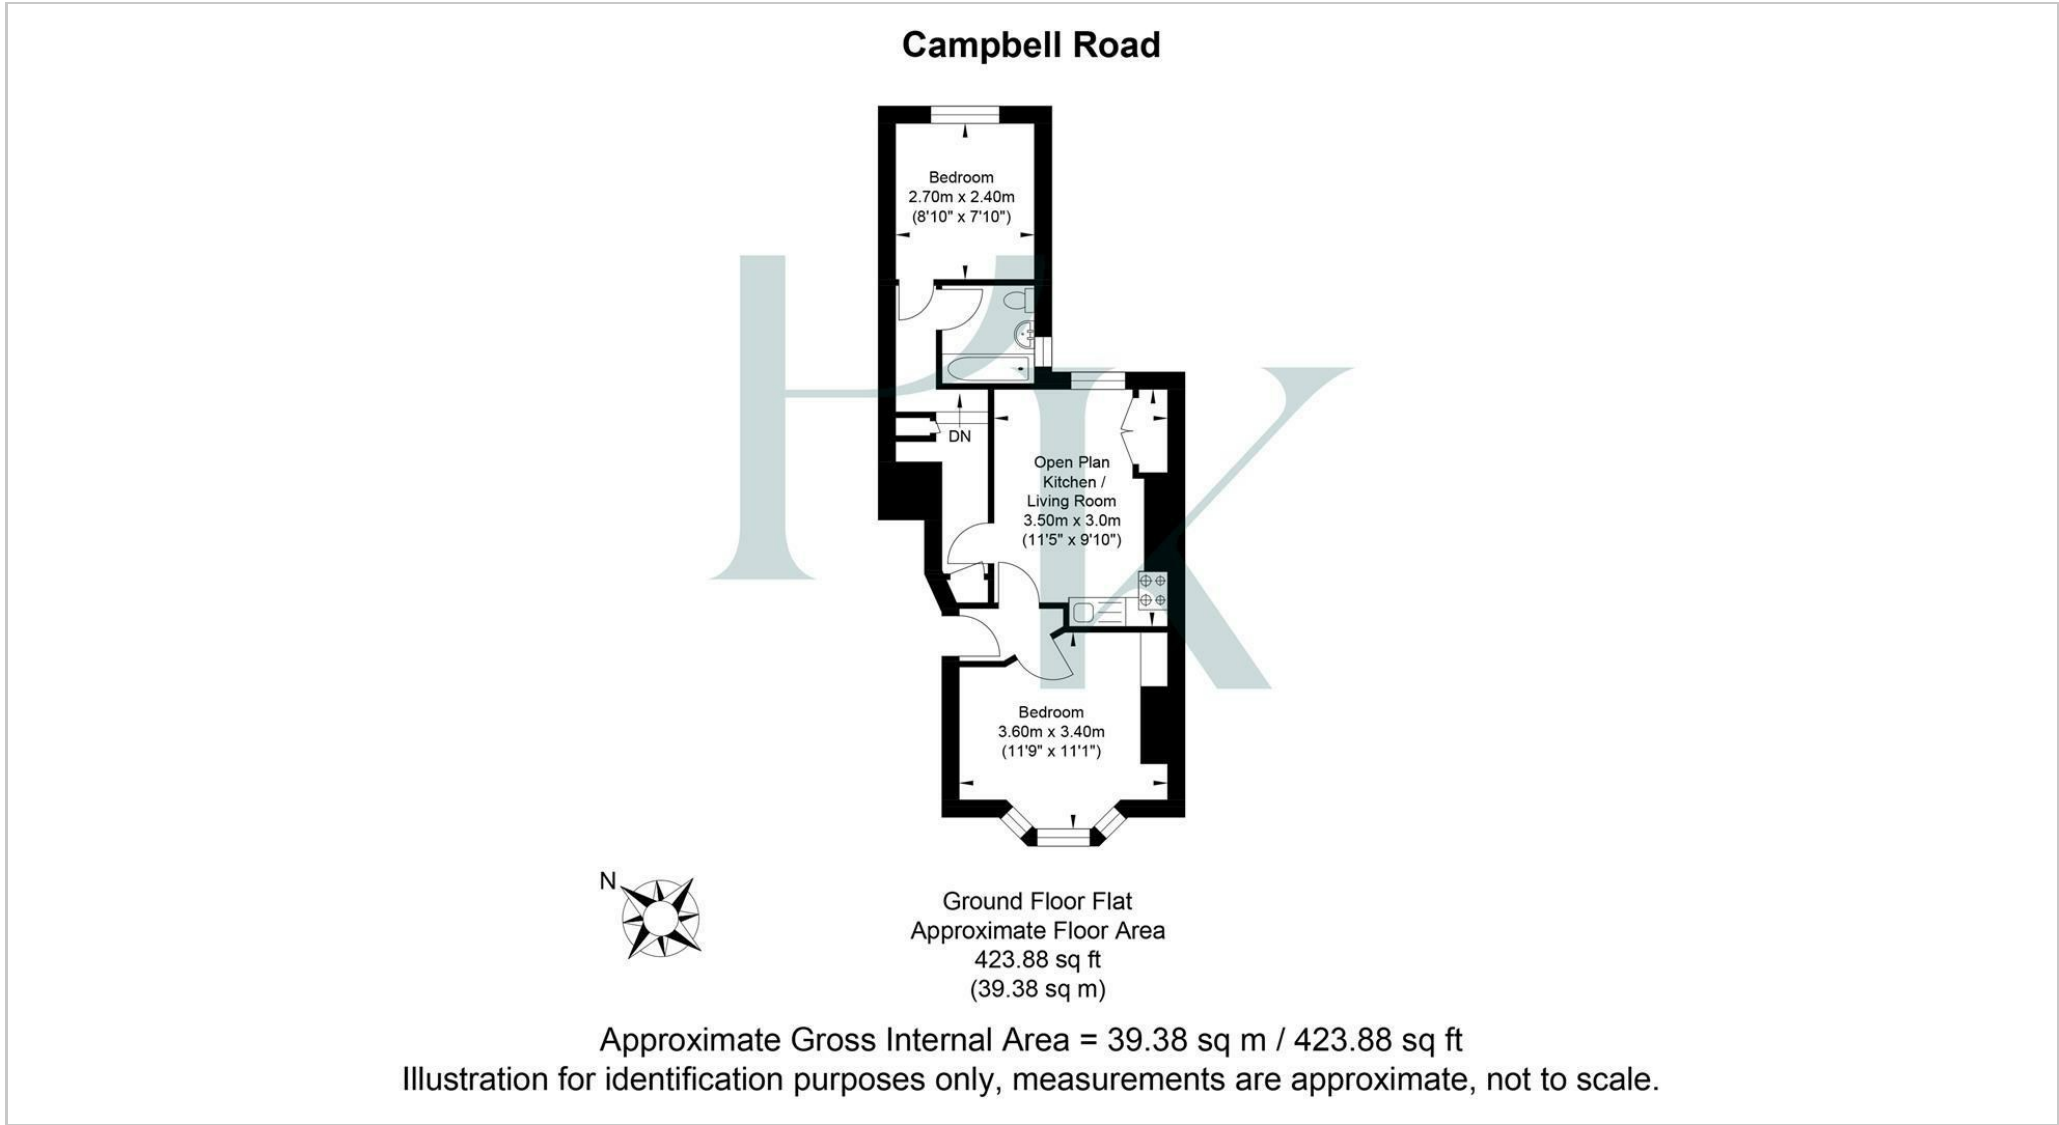 Campbell Road
Bedroom
2.70m x 2.40m
(8'10" x 7'10")
DN
Open Plan
Kitchen /
Living Room
3.50m x 3.0m
(11'5" x 9'10")
Bedroom
3.60m x 3.40m
(11'9" x 11'1")
N
Ground Floor Flat
Approximate Floor Area
423.88 sq ft
(39.38 sq m)
Approximate Gross Internal Area = 39.38 sq m / 423.88 sq ft
Illustration for identification purposes only, measurements are approximate, not to scale.